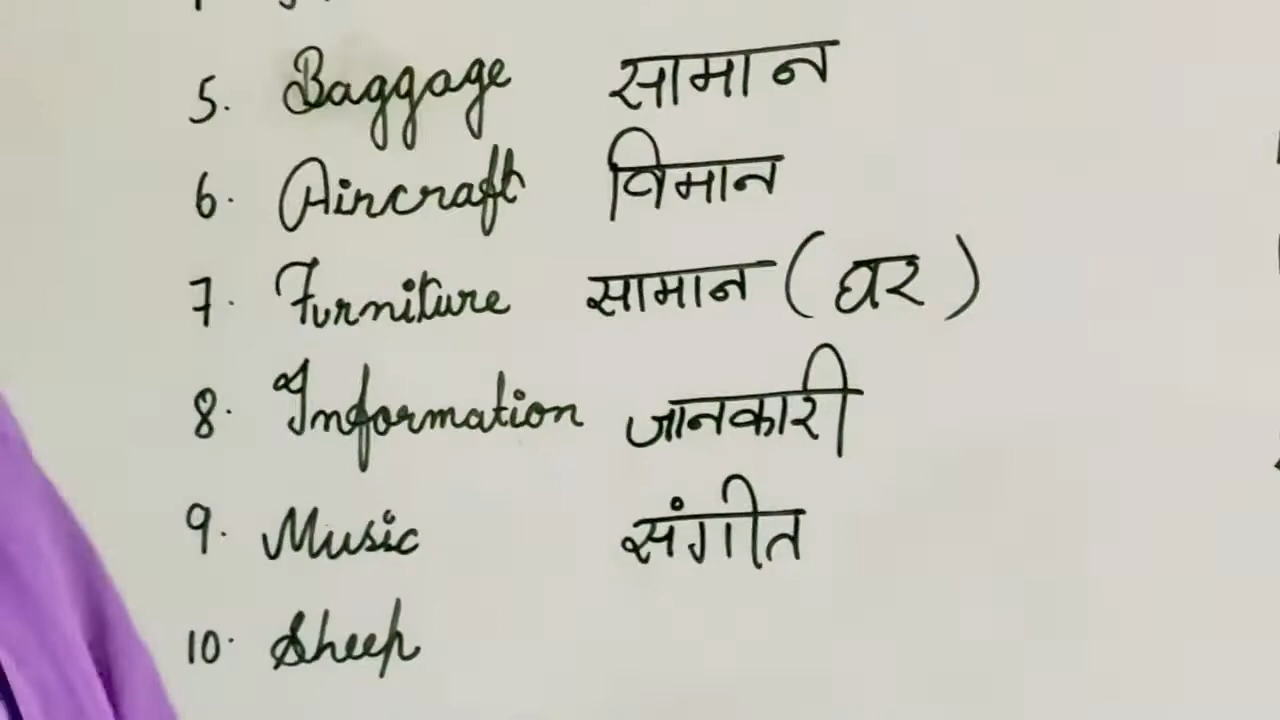 5. Baggage सामान
6. Aircraft विमान
7. Furniture सामान (घर)
8. Information जानकारी
9. Music संगीत
10. Sheep